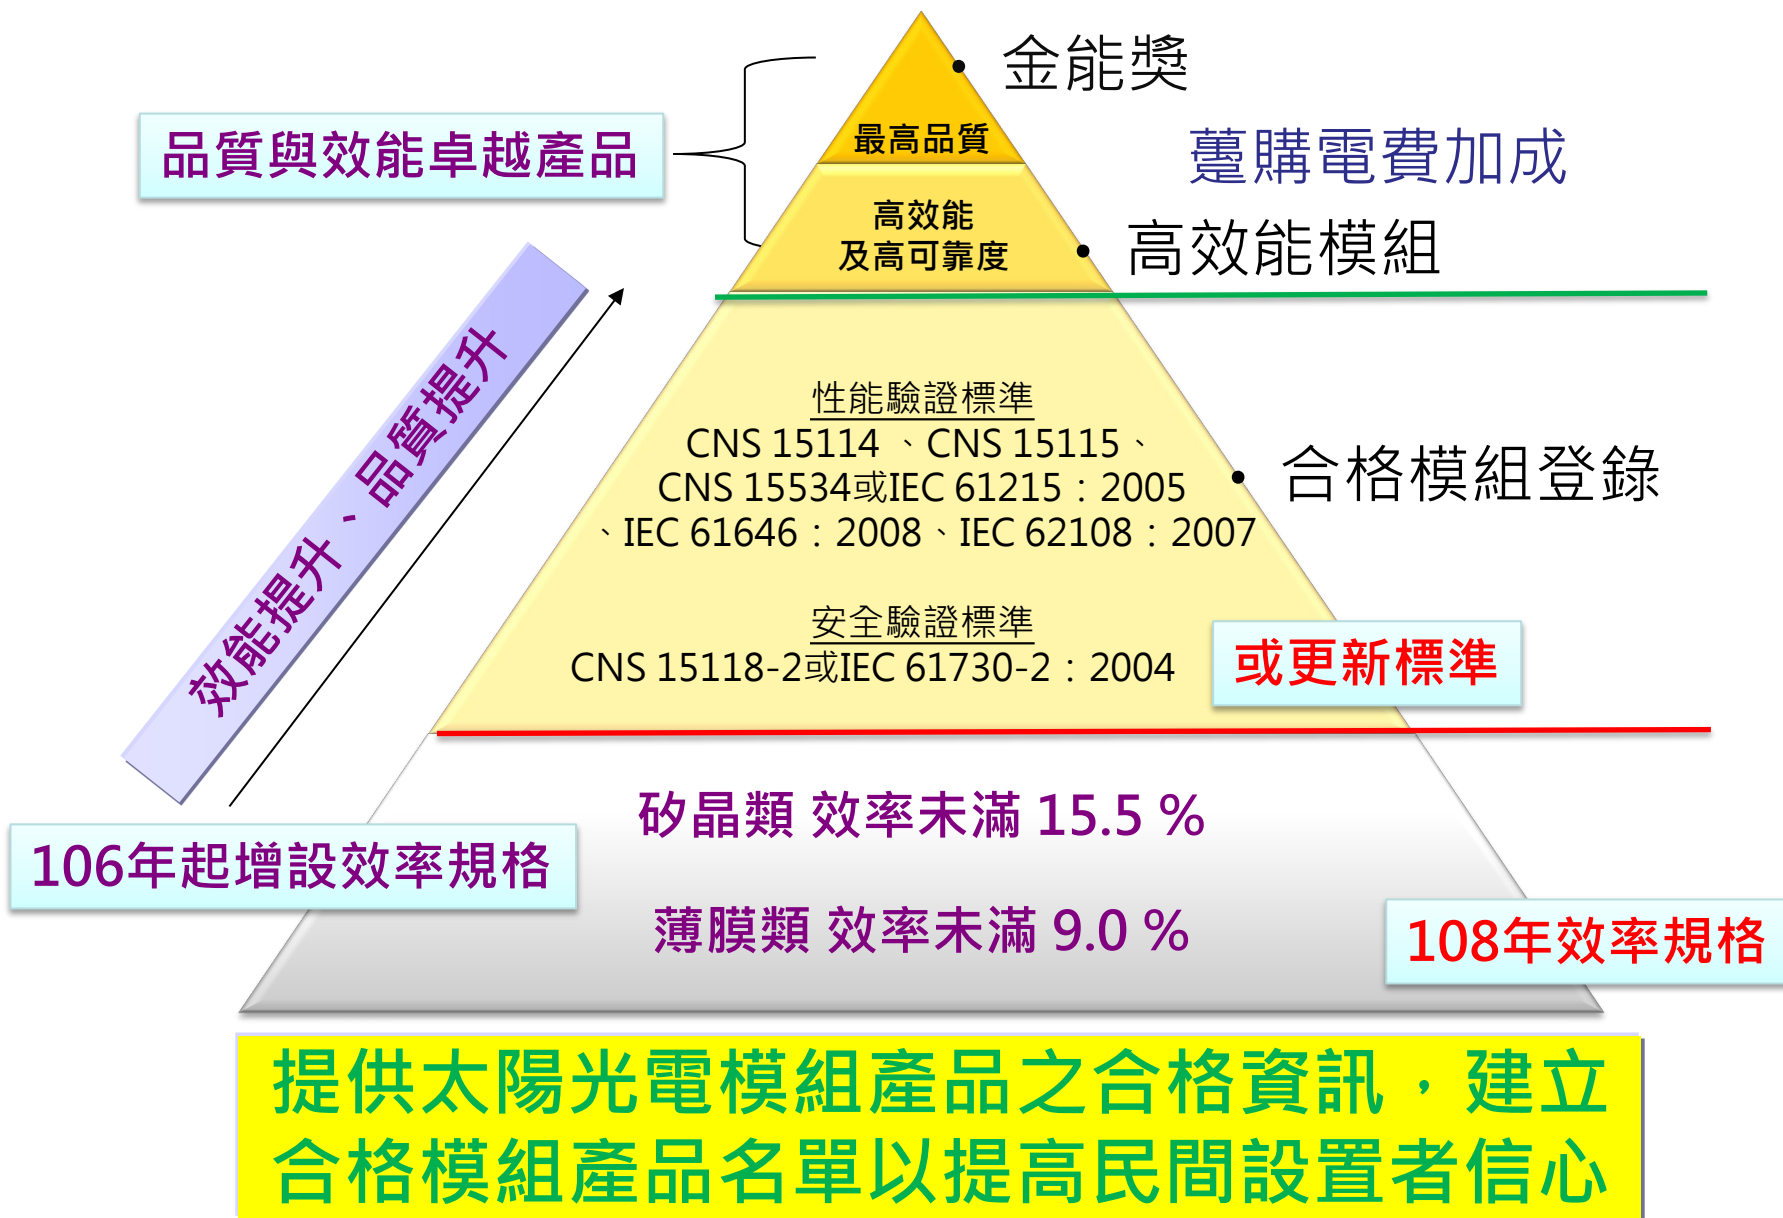 金能獎
品質與效能卓越產品
最高品質
躉購電費加成
高效能
及高可靠度
高效能模組
效能提升、品質提升
性能驗證標準
CNS 15114 、CNS 15115、
CNS 15534或IEC 61215：2005
、IEC 61646：2008、IEC 62108：2007
合格模組登錄
安全驗證標準
CNS 15118-2或IEC 61730-2：2004
或更新標準
矽晶類 效率未滿 15.5 %
106年起增設效率規格
薄膜類 效率未滿 9.0 %
108年效率規格
提供太陽光電模組產品之合格資訊，建立
合格模組產品名單以提高民間設置者信心